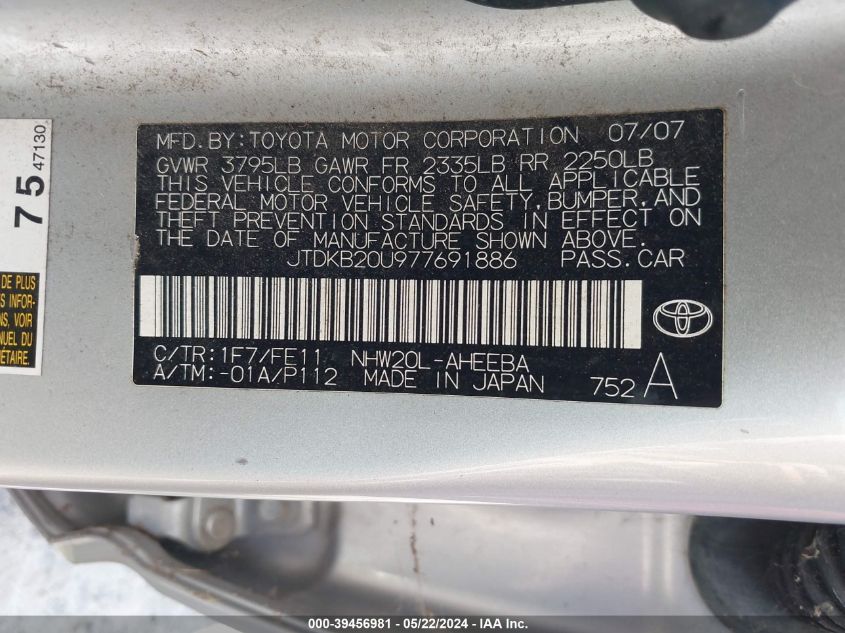 MFD.BY:TOYOTA MOTOR CORPORATION 07/07
GVWR 3795LB GAWR FR 2335LB RR 2250LB
THIS VEHICLE CONFORMS TO ALL APPLICABLE
FEDERAL MOTOR VEHICLE SAFETY,BUMPER,AND
THEFT PREVENTION STANDARDS IN EFFECT ON
THE DATE OF MANUFACTURE SHOWN ABOVE.
JTDKB20U977691886 PASS.CAR
C/TR:1F7/FE11 NHW20L-AHEEBA
A/TM:-01A/P112 MADE IN JAPAN 752 A
75 47130
DE PLUS
S INFOR-
NS, VOIR
NUEL DU
ÉTAIRE.
000-39456981 - 05/22/2024 - IAA Inc.